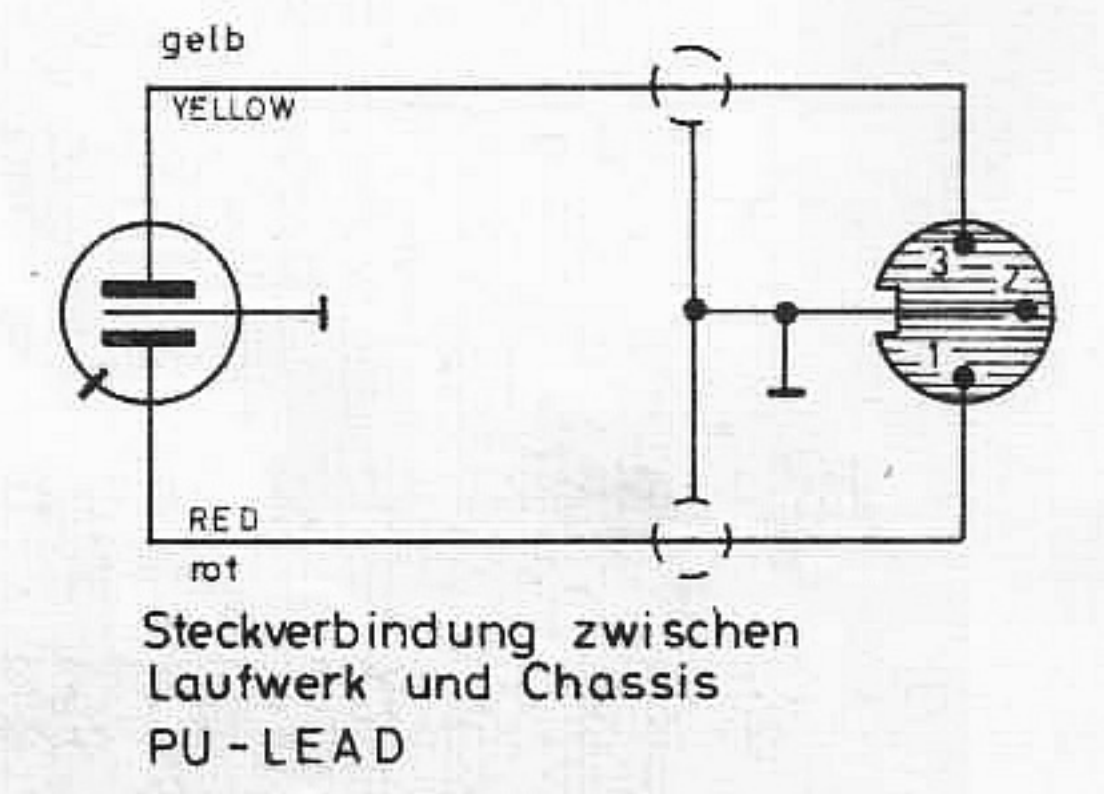 gelb
YELLOW
3
2
1
RED
rot
Steckverbindung zwischen
Laufwerk und Chassis
PU-LEAD